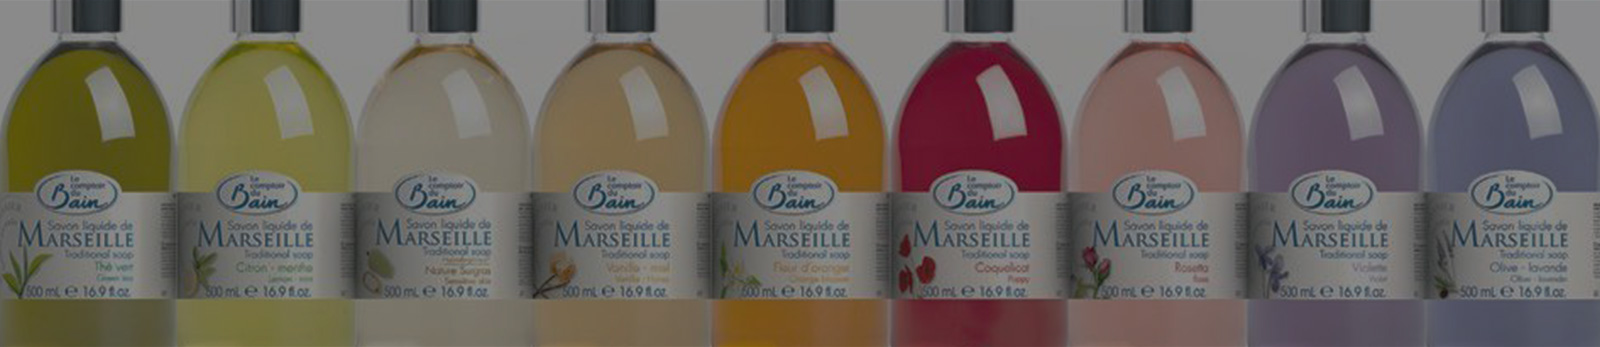 Le
comptoir
du
Bain
Savon liquide de
MARSEILLE
Traditional soap
Thé vert
Green tea
500 mL e 16.9 fl.oz.
Le
comptoir
du
Bain
Savon liquide de
MARSEILLE
Traditional soap
Citron - menthe
500 mL e 16.9 fl.oz.
Le
comptoir
du
Bain
Savon liquide de
MARSEILLE
Traditional soap
Nature Surgras
500 mL e 16.9 fl.oz.
Le
comptoir
du
Bain
Savon liquide de
MARSEILLE
Traditional soap
Vanille - miel
500 mL e 16.9 fl.oz.
Le
comptoir
du
Bain
Savon liquide de
MARSEILLE
Traditional soap
Fleur d'oranger
500 mL e 16.9 fl.oz.
Le
comptoir
du
Bain
Savon liquide de
MARSEILLE
Traditional soap
Coquelicot
Poppy
500 mL e 16.9 fl.oz.
Le
comptoir
du
Bain
Savon liquide de
MARSEILLE
Traditional soap
Rosetta
Rose
500 mL e 16.9 fl.oz.
Le
comptoir
du
Bain
Savon liquide de
MARSEILLE
Traditional soap
Violette
Violet
500 mL e 16.9 fl.oz.
Le
comptoir
du
Bain
Savon liquide de
MARSEILLE
Traditional soap
Olive - lavande
500 mL e 16.9 fl.oz.